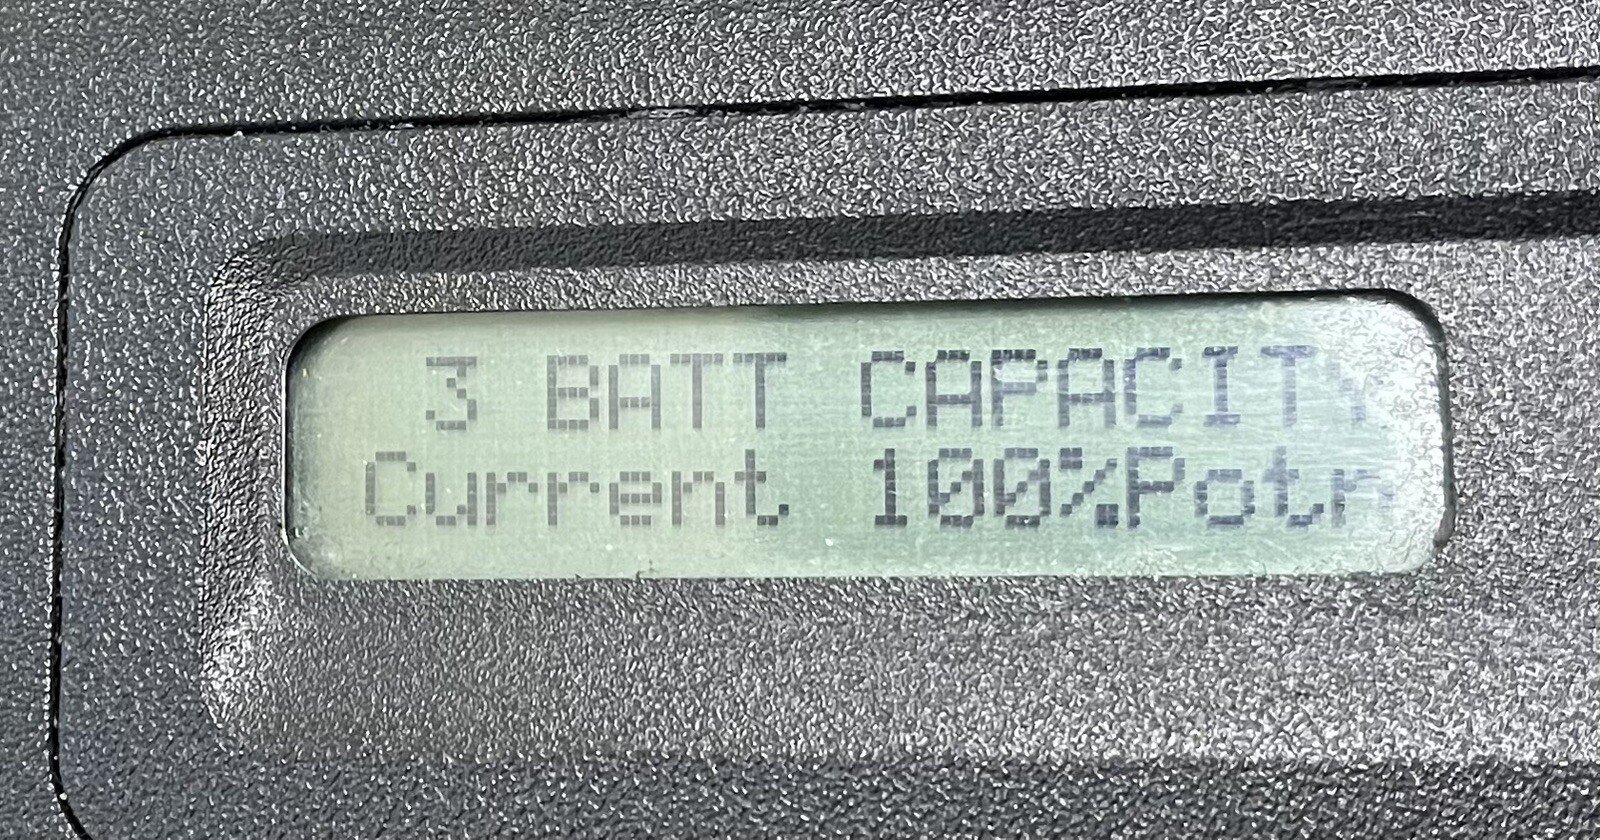 3 BATT CAPACITY
Current 100%Potn